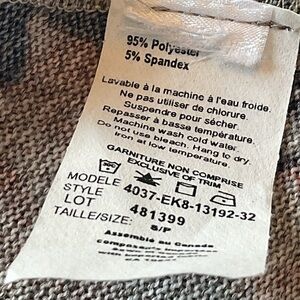 95% Polyester
5% Spandex
Lavable à la machine à l'eau froide.
Ne pas utiliser de chlorure.
Suspendre pour sécher
Repasser à basse température.
Machine wash cold water.
Do not use bleach. Hang to dry.
Iron at low temperature.
GARNITURE NON COMPRISE
EXCLUSIVE OF TRIM
MODELE
STYLE 4037-EK8-13192-32
LOT 481399
TAILLE/SIZE: S/P
Assemblé au Canada